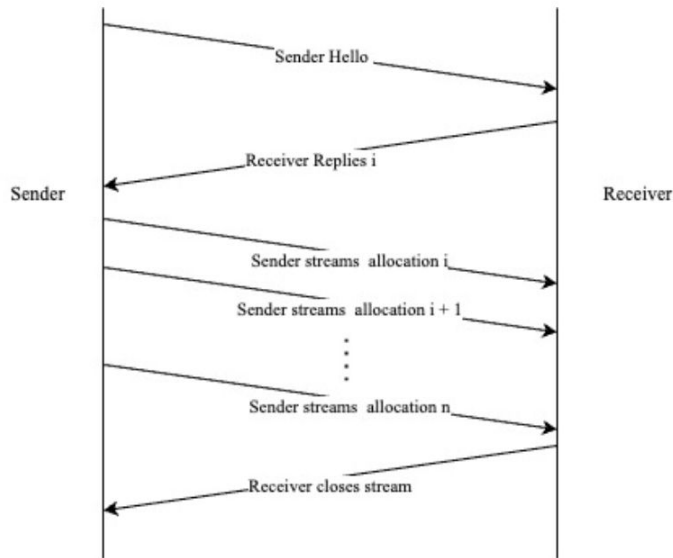 Sender Hello
Receiver Replies i
Sender
Receiver
Sender streams allocation i
Sender streams allocation i + 1
Sender streams allocation n
Receiver closes stream